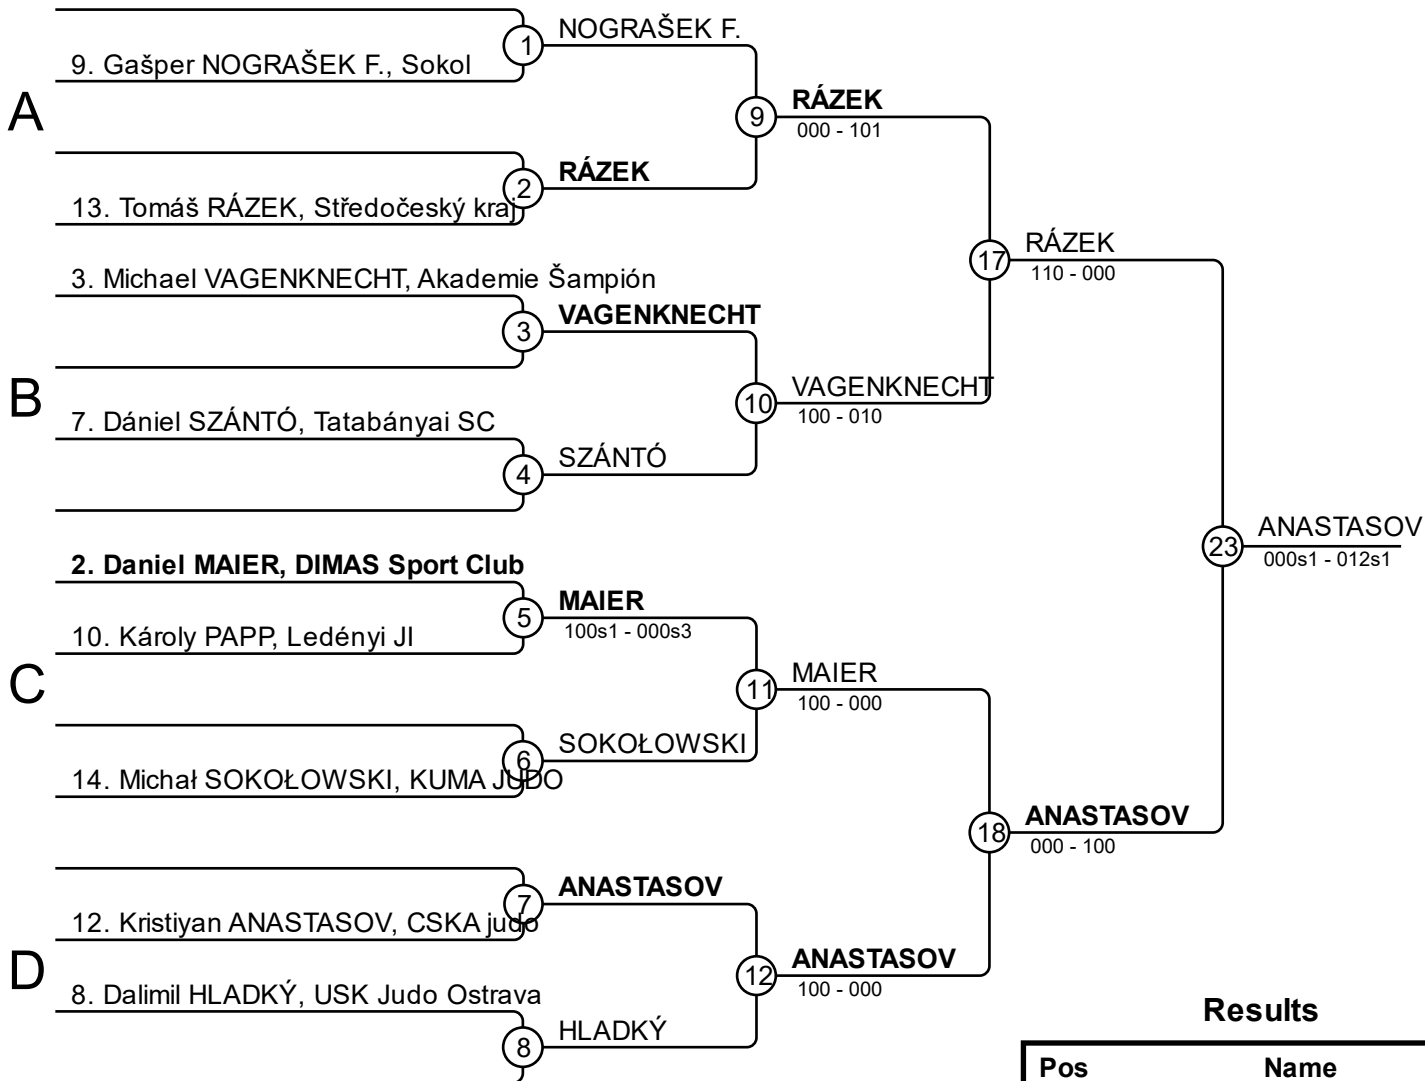 NOGRAŠEK F.
1
9. Gašper NOGRAŠEK F., Sokol
A
RÁZEK
9
000 - 101
RÁZEK
2
13. Tomáš RÁZEK, Středočeský kraj
RÁZEK
17
110 - 000
3. Michael VAGENKNECHT, Akademie Šampión
VAGENKNECHT
3
B
VAGENKNECHT
10
100 - 010
7. Dániel SZÁNTÓ, Tatabányai SC
SZÁNTÓ
4
ANASTASOV
23
000s1 - 012s1
2. Daniel MAIER, DIMAS Sport Club
MAIER
5
100s1 - 000s3
10. Károly PAPP, Ledényi JI
C
MAIER
11
100 - 000
SOKOŁOWSKI
6
14. Michał SOKOŁOWSKI, KUMA JUDO
ANASTASOV
18
000 - 100
ANASTASOV
7
12. Kristiyan ANASTASOV, CSKA judo
D
ANASTASOV
12
100 - 000
8. Dalimil HLADKÝ, USK Judo Ostrava
HLADKÝ
8
Results
Pos Name